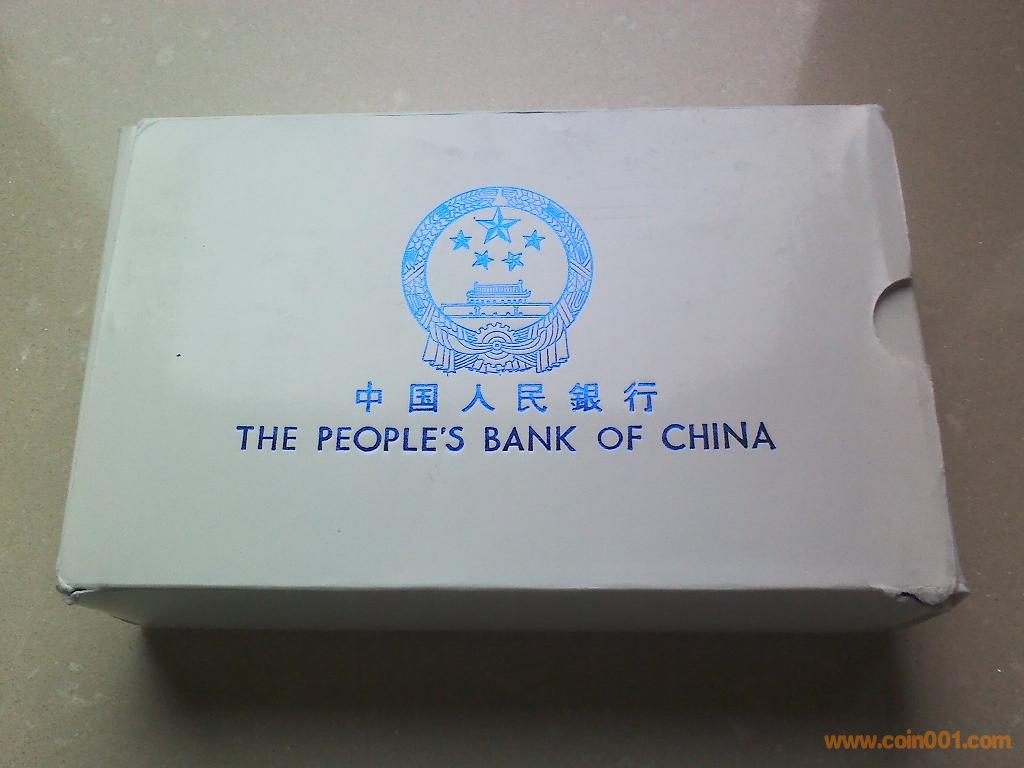 中国人民銀行
THE PEOPLE'S BANK OF CHINA
www.coin001.com